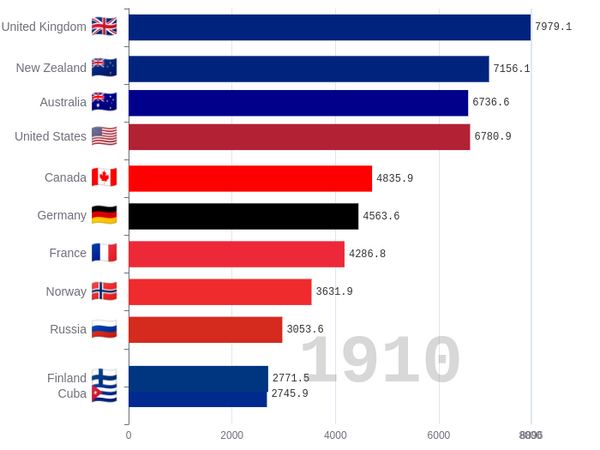 United Kingdom 7979.1
New Zealand 7156.1
Australia 6736.6
United States 6780.9
Canada 4835.9
Germany 4563.6
France 4286.8
Norway 3631.9
Russia 3053.6
1910
Finland 2771.5
Cuba 2745.9
0 2000 4000 6000